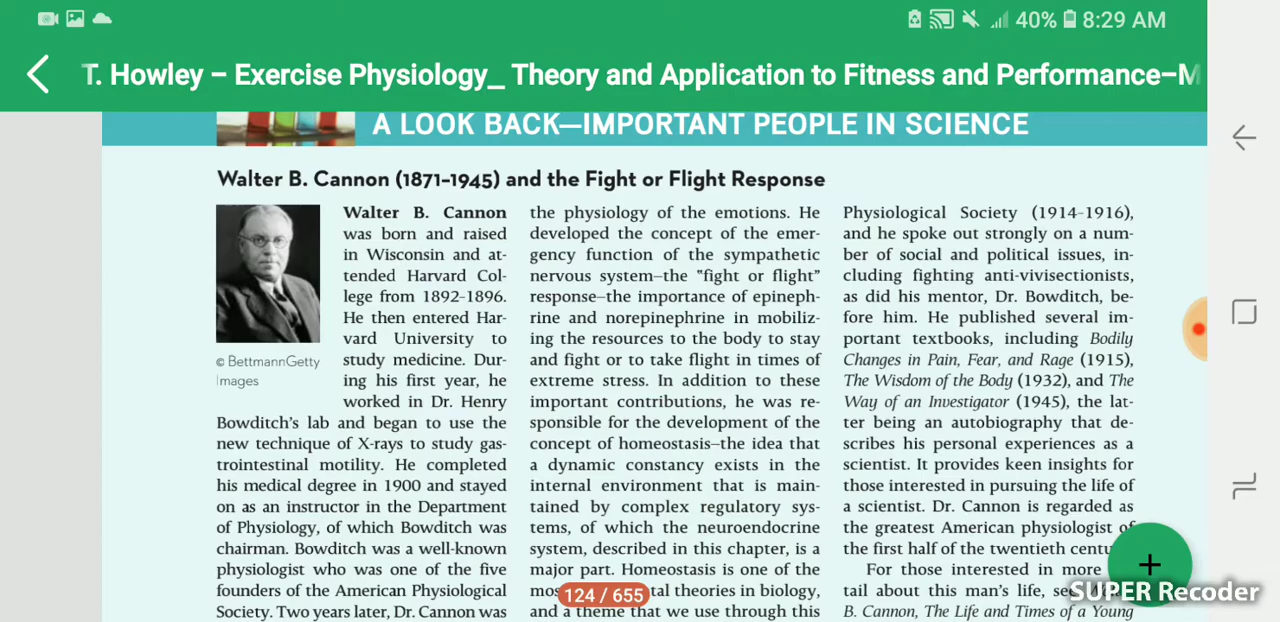 40% 8:29 AM
T. Howley – Exercise Physiology_ Theory and Application to Fitness and Performance–M
A LOOK BACK—IMPORTANT PEOPLE IN SCIENCE
Walter B. Cannon (1871–1945) and the Fight or Flight Response
© BettmannGetty
Images
Walter B. Cannon
was born and raised
in Wisconsin and at-
tended Harvard Col-
lege from 1892–1896.
He then entered Har-
vard University to
study medicine. Dur-
ing his first year, he
worked in Dr. Henry
Bowditch's lab and began to use the
new technique of X-rays to study gas-
trointestinal motility. He completed
his medical degree in 1900 and stayed
on as an instructor in the Department
of Physiology, of which Bowditch was
chairman. Bowditch was a well-known
physiologist who was one of the five
founders of the American Physiological
Society. Two years later, Dr. Cannon was
the physiology of the emotions. He
developed the concept of the emer-
gency function of the sympathetic
nervous system—the "fight or flight"
response—the importance of epineph-
rine and norepinephrine in mobiliz-
ing the resources to the body to stay
and fight or to take flight in times of
extreme stress. In addition to these
important contributions, he was re-
sponsible for the development of the
concept of homeostasis—the idea that
a dynamic constancy exists in the
internal environment that is main-
tained by complex regulatory sys-
tems, of which the neuroendocrine
system, described in this chapter, is a
major part. Homeostasis is one of the
tal theories in biology,
and a theme that we use through this
Physiological Society (1914–1916),
and he spoke out strongly on a num-
ber of social and political issues, in-
cluding fighting anti-vivisectionists,
as did his mentor, Dr. Bowditch, be-
fore him. He published several im-
portant textbooks, including Bodily
Changes in Pain, Fear, and Rage (1915),
The Wisdom of the Body (1932), and The
Way of an Investigator (1945), the lat-
ter being an autobiography that de-
scribes his personal experiences as a
scientist. It provides keen insights for
those interested in pursuing the life of
a scientist. Dr. Cannon is regarded as
the greatest American physiologist of
the first half of the twentieth centu
For those interested in more
tail about this man's life, see
B. Cannon, The Life and Times of a Young
124 / 655
+
SUPER Recoder